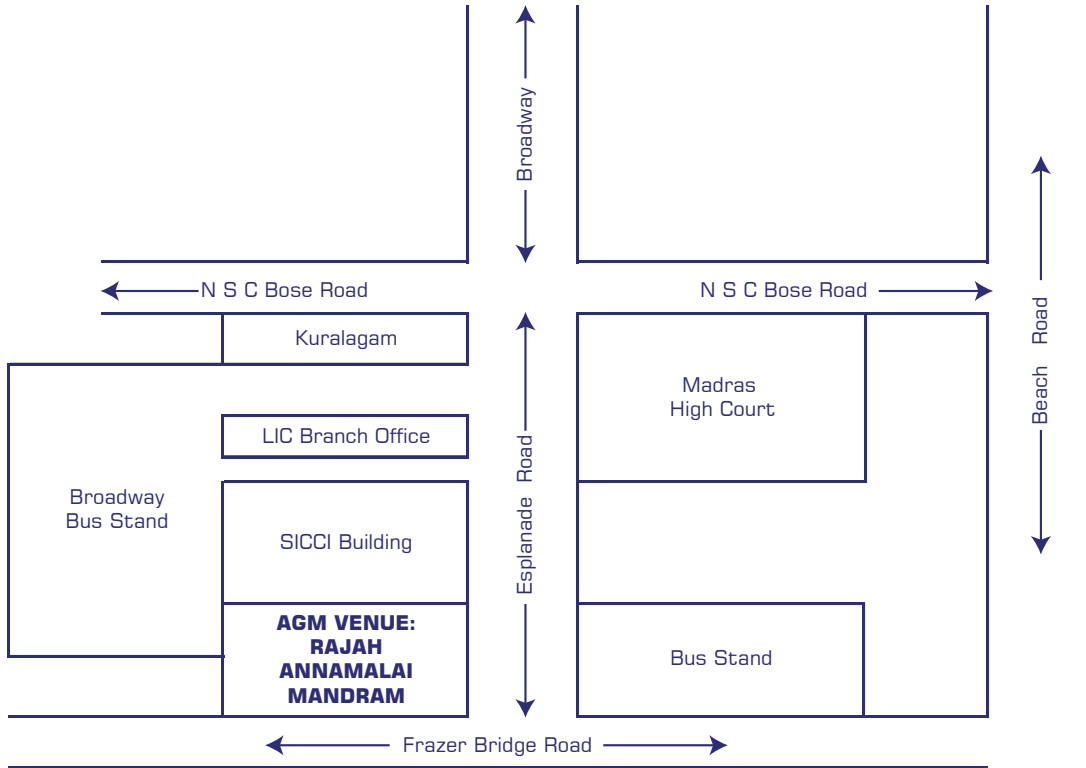 Broadway
N S C Bose Road
N S C Bose Road
Kuralagam
Madras
High Court
Beach Road
LIC Branch Office
Esplanade Road
Broadway
Bus Stand
SICCI Building
AGM VENUE:
RAJAH
ANNAMALAI
MANDRAM
Bus Stand
Frazer Bridge Road